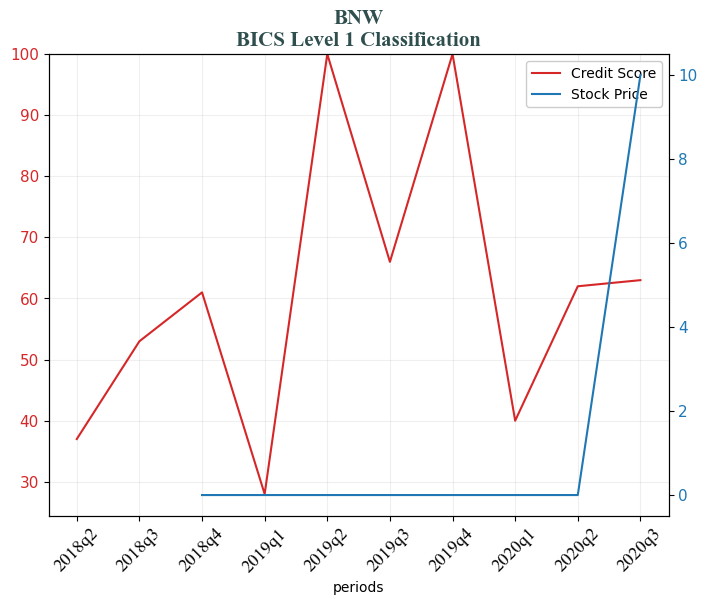 BNW
BICS Level 1 Classification
100
90
80
70
60
50
40
30
Credit Score
Stock Price
10
8
6
4
2
0
2018q2
2018q3
2018q4
2019q1
2019q2
2019q3
2019q4
2020q1
2020q2
2020q3
periods